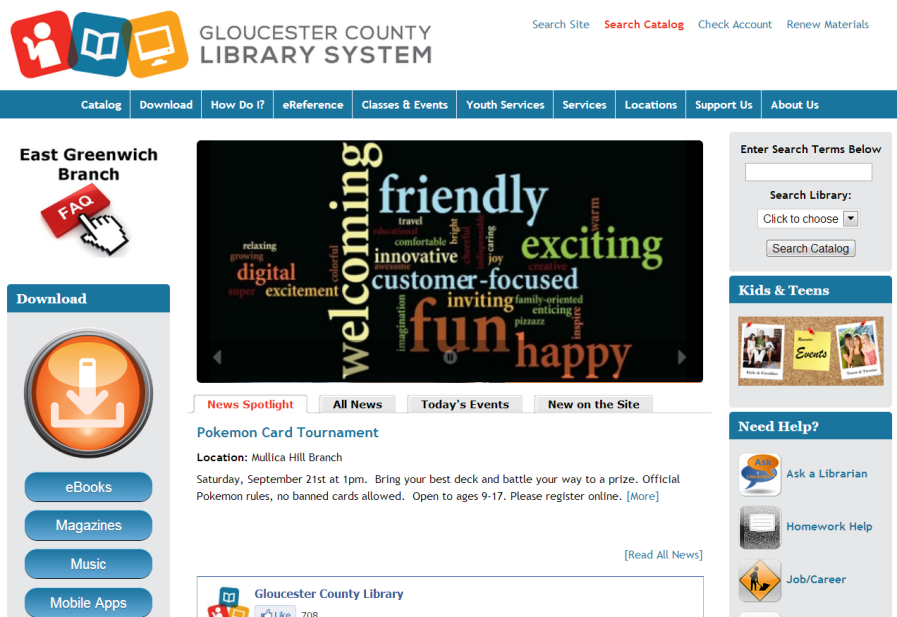 GLOUCESTER COUNTY
LIBRARY SYSTEM
Search Site Search Catalog Check Account Renew Materials
Catalog Download How Do I? eReference Classes & Events Youth Services Services Locations Support Us About Us
East Greenwich
Branch
FAQ
Download
eBooks
Magazines
Music
Mobile Apps
welcoming
friendly
travel
educational
bright
cheerful
indispensable
caring
warm
comfortable
relaxing
growing
colorful
innovative
joy
exciting
digital
awesome
creative
super excitement
customer-focused
imagination
inviting
family-oriented
enticing
fun
pizzazz
inspire
happy
News Spotlight All News Today's Events New on the Site
Pokemon Card Tournament
Location: Mullica Hill Branch
Saturday, September 21st at 1pm. Bring your best deck and battle your way to a prize. Official
Pokemon rules, no banned cards allowed. Open to ages 9-17. Please register online. [More]
[Read All News]
Gloucester County Library
Like 708
Enter Search Terms Below
Search Library:
Click to choose
Search Catalog
Kids & Teens
Events
Need Help?
Ask a Librarian
Homework Help
Job/Career